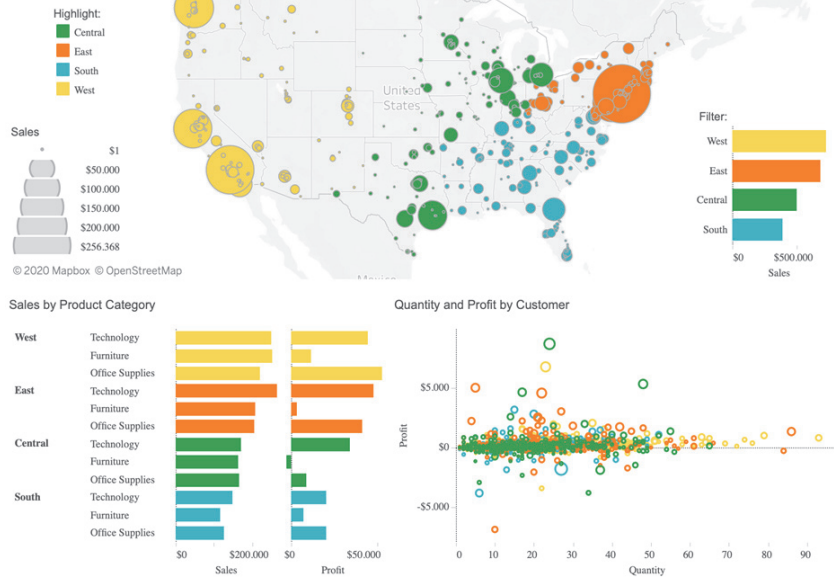 Highlight:
Central
East
South
West
United
States
Sales
$1
$50.000
$100.000
$150.000
$200.000
$256.368
Filter:
West
East
Central
South
$0 $500.000
Sales
© 2020 Mapbox © OpenStreetMap
Sales by Product Category
West Technology
Furniture
Office Supplies
East Technology
Furniture
Office Supplies
Central Technology
Furniture
Office Supplies
South Technology
Furniture
Office Supplies
$0 $200.000 $0 $50.000
Sales Profit
Quantity and Profit by Customer
$5.000
$0
-$5.000
Profit
0 10 20 30 40 50 60 70 80 90
Quantity